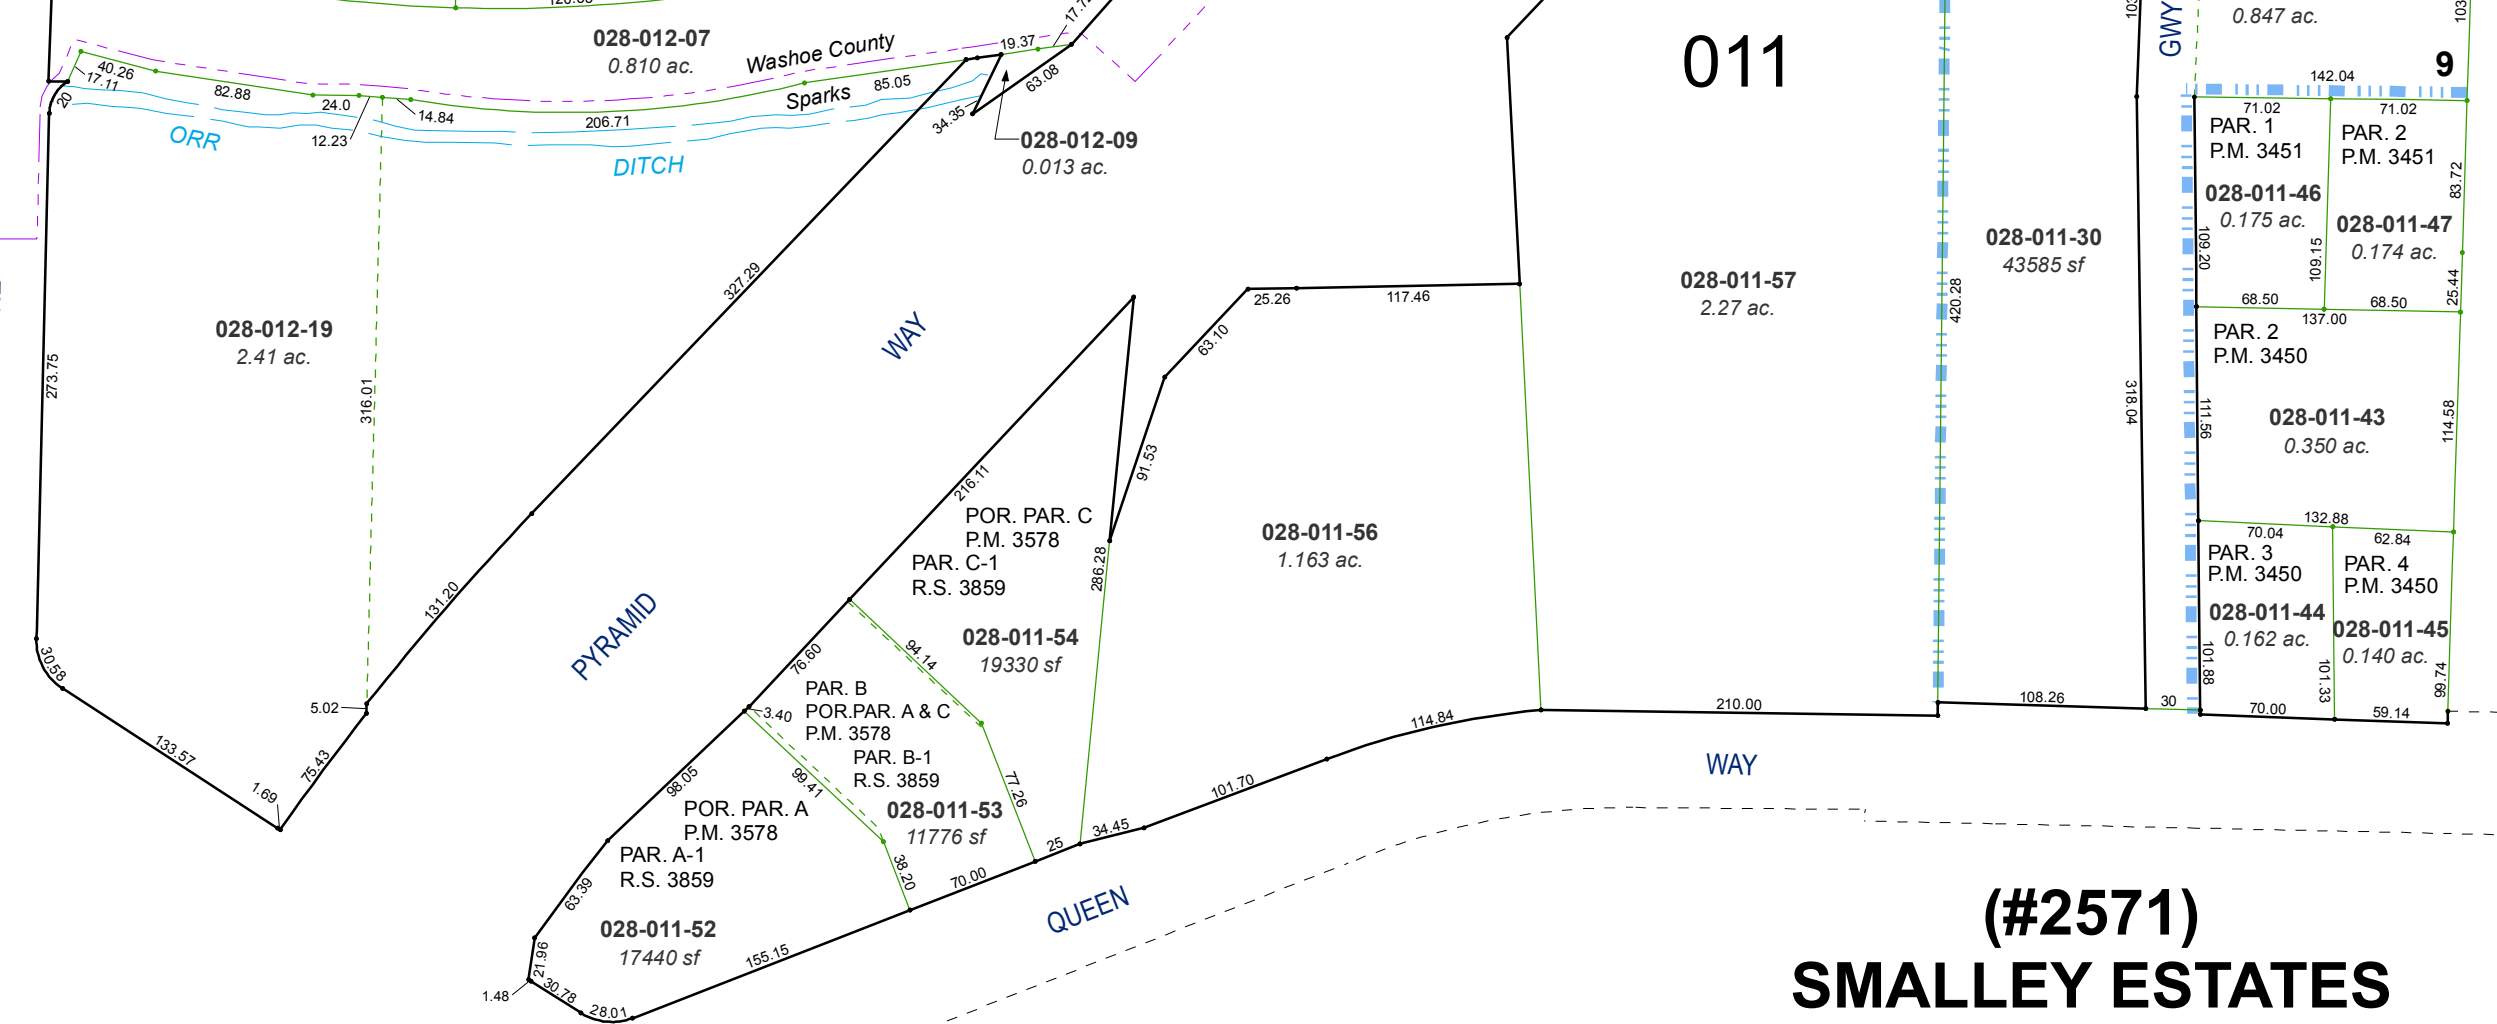 028-012-07
0.810 ac.
Washoe County
19.37
17.72
40.26
17.11
20
82.88
24.0
12.23
14.84
206.71
Sparks
85.05
34.35
63.08
ORR
DITCH
028-012-09
0.013 ac.
028-012-19
2.41 ac.
273.75
316.01
327.29
131.20
5.02
30.58
133.57
1.69
75.43
WAY
PYRAMID
25.26
117.46
63.10
91.53
216.11
286.28
POR. PAR. C
P.M. 3578
PAR. C-1
R.S. 3859
028-011-54
19330 sf
94.14
77.26
76.60
3.40
PAR. B
POR.PAR. A & C
P.M. 3578
PAR. B-1
R.S. 3859
028-011-53
11776 sf
99.41
38.20
98.05
POR. PAR. A
P.M. 3578
PAR. A-1
R.S. 3859
63.39
028-011-52
17440 sf
21.96
1.48
30.78
28.01
155.15
70.00
25
34.45
101.70
114.84
QUEEN
WAY
028-011-56
1.163 ac.
011
028-011-57
2.27 ac.
210.00
420.28
028-011-30
43585 sf
318.04
108.26
30
GWY
0.847 ac.
103
103
9
142.04
71.02
71.02
PAR. 1
P.M. 3451
028-011-46
0.175 ac.
109.20
109.15
PAR. 2
P.M. 3451
028-011-47
0.174 ac.
83.72
25.44
68.50
68.50
137.00
PAR. 2
P.M. 3450
028-011-43
0.350 ac.
111.56
114.58
132.88
70.04
62.84
PAR. 3
P.M. 3450
028-011-44
0.162 ac.
101.88
101.33
PAR. 4
P.M. 3450
028-011-45
0.140 ac.
99.74
70.00
59.14
(#2571)
SMALLEY ESTATES